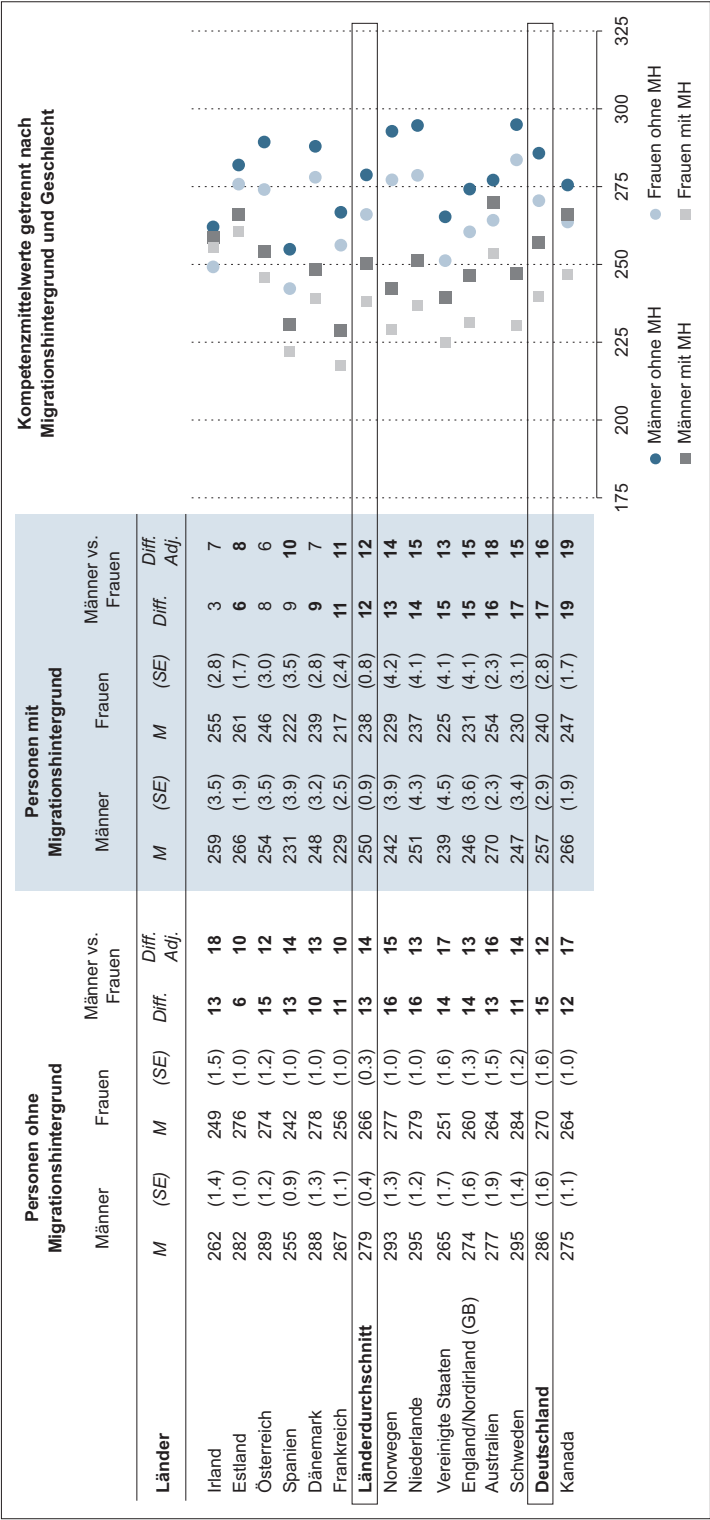 Personen ohne Migrationshintergrund Personen mit Migrationshintergrund Kompetenzmittelwerte getrennt nach Migrationshintergrund und Geschlecht
Männer Frauen Männer vs. Frauen Männer Frauen Männer vs. Frauen
Länder M (SE) M (SE) Diff. Diff. Adj. M (SE) M (SE) Diff. Diff. Adj.
Irland 262 (1.4) 249 (1.5) 13 18 259 (3.5) 255 (2.8) 3 7
Estland 282 (1.0) 276 (1.0) 6 10 266 (1.9) 261 (1.7) 6 8
Österreich 289 (1.2) 274 (1.2) 15 12 254 (3.5) 246 (3.0) 8 6
Spanien 255 (0.9) 242 (1.0) 13 14 231 (3.9) 222 (3.5) 9 10
Dänemark 288 (1.3) 278 (1.0) 10 13 248 (3.2) 239 (2.8) 9 7
Frankreich 267 (1.1) 256 (1.0) 11 10 229 (2.5) 217 (2.4) 11 11
Länderdurchschnitt 279 (0.4) 266 (0.3) 13 14 250 (0.9) 238 (0.8) 12 12
Norwegen 293 (1.3) 277 (1.0) 16 15 242 (3.9) 229 (4.2) 13 14
Niederlande 295 (1.2) 279 (1.0) 16 13 251 (4.3) 237 (4.1) 14 15
Vereinigte Staaten 265 (1.7) 251 (1.6) 14 17 239 (4.5) 225 (4.1) 15 13
England/Nordirland (GB) 274 (1.6) 260 (1.3) 14 13 246 (3.6) 231 (4.1) 15 15
Australien 277 (1.9) 264 (1.5) 13 16 270 (2.3) 254 (2.3) 16 18
Schweden 295 (1.4) 284 (1.2) 11 14 247 (3.4) 230 (3.1) 17 15
Deutschland 286 (1.6) 270 (1.6) 15 12 257 (2.9) 240 (2.8) 17 16
Kanada 275 (1.1) 264 (1.0) 12 17 266 (1.9) 247 (1.7) 19 19
175 200 225 250 275 300 325
Männer ohne MH Frauen ohne MH
Männer mit MH Frauen mit MH